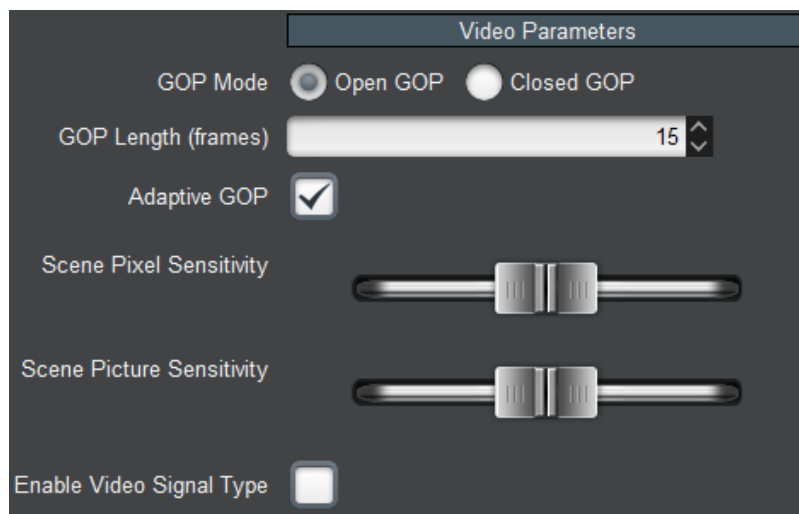 Video Parameters
GOP Mode Open GOP Closed GOP
GOP Length (frames) 15
Adaptive GOP
Scene Pixel Sensitivity
Scene Picture Sensitivity
Enable Video Signal Type